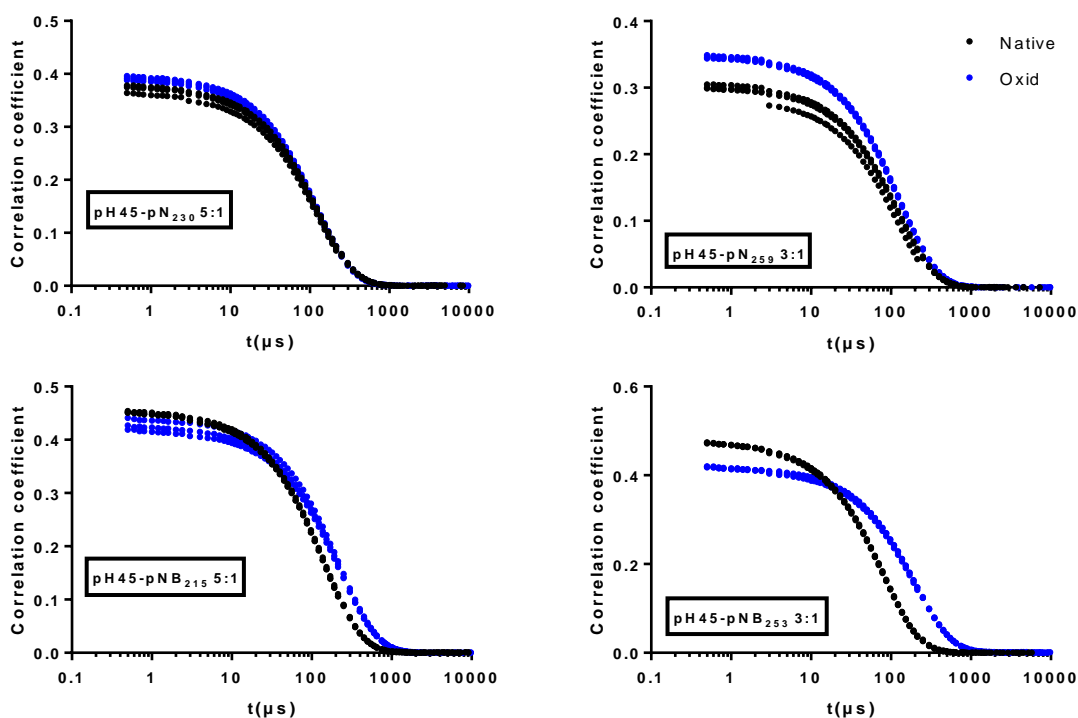 0.5
0.4
0.3
0.2
0.1
0.0
Correlation coefficient
pH45-pN₂₃₀ 5:1
0.1 1 10 100 1000 10000
t(µs)
0.4
0.3
0.2
0.1
0.0
Correlation coefficient
Native
Oxid
pH45-pN₂₅₉ 3:1
0.1 1 10 100 1000 10000
t(µs)
0.5
0.4
0.3
0.2
0.1
0.0
Correlation coefficient
pH45-pNB₂₁₅ 5:1
0.1 1 10 100 1000 10000
t(µs)
0.6
0.4
0.2
0.0
Correlation coefficient
pH45-pNB₂₅₃ 3:1
0.1 1 10 100 1000 10000
t(µs)